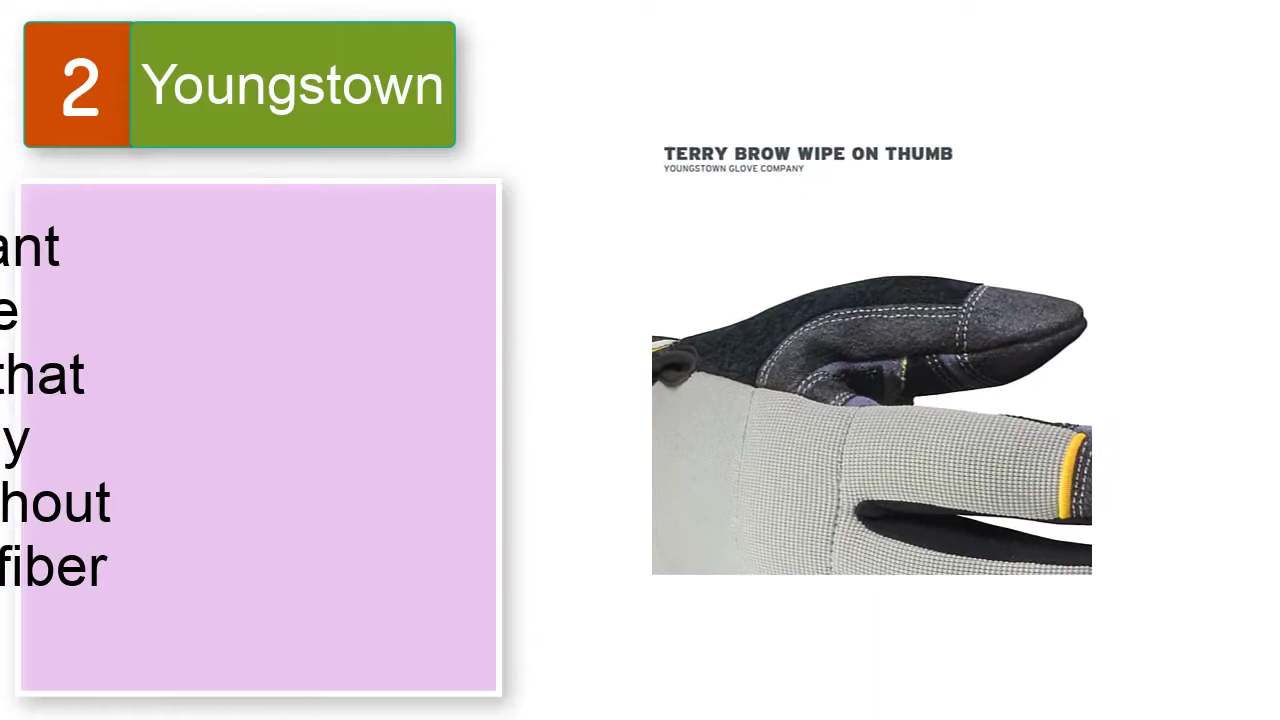 2 Youngstown
TERRY BROW WIPE ON THUMB
YOUNGSTOWN GLOVE COMPANY
ant
e
that
y
hout
fiber